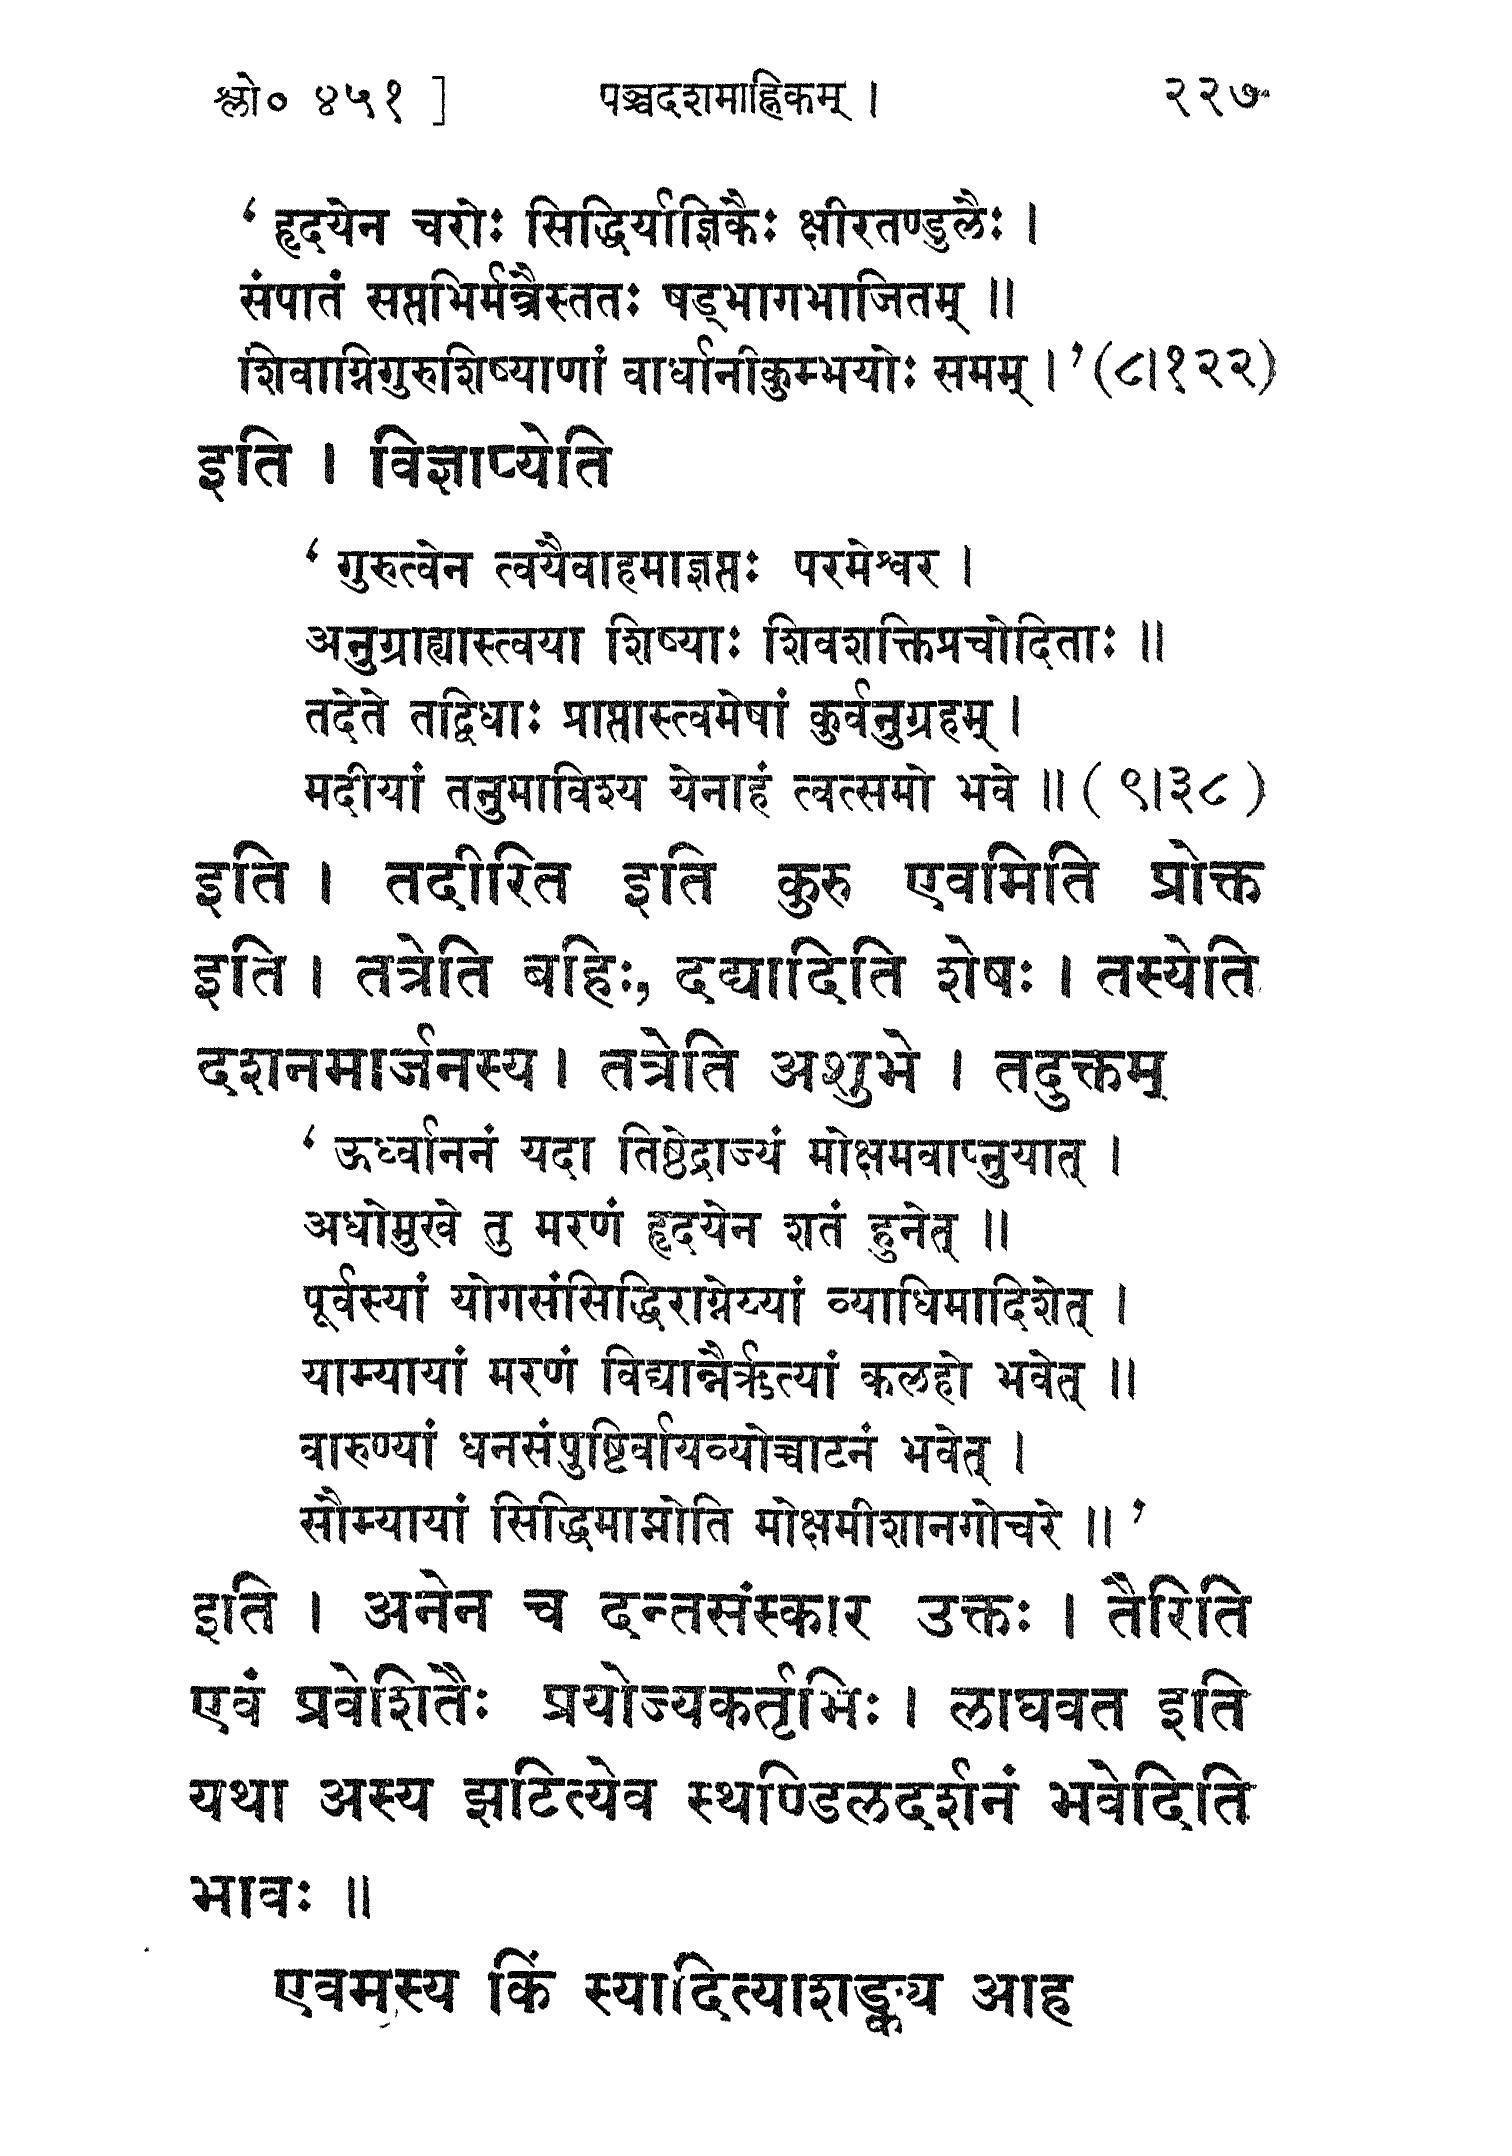 श्लो० ४५१ ] पञ्चदशमाह्निकम् । २२७
‘ हृदयेन चरोः सिद्धिर्याज्ञिकैः क्षीरतण्डुलैः ।
संपातं सप्तभिर्मन्त्रैस्ततः षड्भागभाजितम् ॥
शिवाग्निगुरुशिष्याणां वार्धानीकुम्भयोः समम् । ’ (८।१२२)
इति । विज्ञाप्येति
‘ गुरुत्वेन त्वयैवाहमाज्ञप्तः परमेश्वर ।
अनुग्राह्यास्त्वया शिष्याः शिवशक्तिप्रचोदिताः ॥
तदेते तद्विधाः प्राप्तास्त्वमेषां कुर्वनुग्रहम् ।
मदीयां तनुमाविश्य येनाहं त्वत्समो भवे ॥ ( ९।३८ )
इति । तदीरित इति कुरु एवमिति प्रोक्त
इति । तत्रेति बहिः, दद्यादिति शेषः । तस्येति
दशनमार्जनस्य । तत्रेति अशुभे । तदुक्तम्
‘ ऊर्ध्वाननं यदा तिष्ठेद्राज्यं मोक्षमवाप्नुयात् ।
अधोमुखे तु मरणं हृदयेन शतं हुनेत् ॥
पूर्वस्यां योगसंसिद्धिराग्नेय्यां व्याधिमादिशेत् ।
याम्यायां मरणं विद्यान्नैरृत्यां कलहो भवेत् ॥
वारुण्यां धनसंपुष्टिर्वायव्योच्चाटनं भवेत् ।
सौम्यायां सिद्धिमाप्नोति मोक्षमीशानगोचरे ॥ ’
इति । अनेन च दन्तसंस्कार उक्तः । तैरिति
एवं प्रवेशितैः प्रयोज्यकर्तृभिः । लाघवत इति
यथा अस्य झटित्येव स्थण्डिलदर्शनं भवेदिति
भावः ॥
एवमस्य किं स्यादित्याशङ्क्य आह